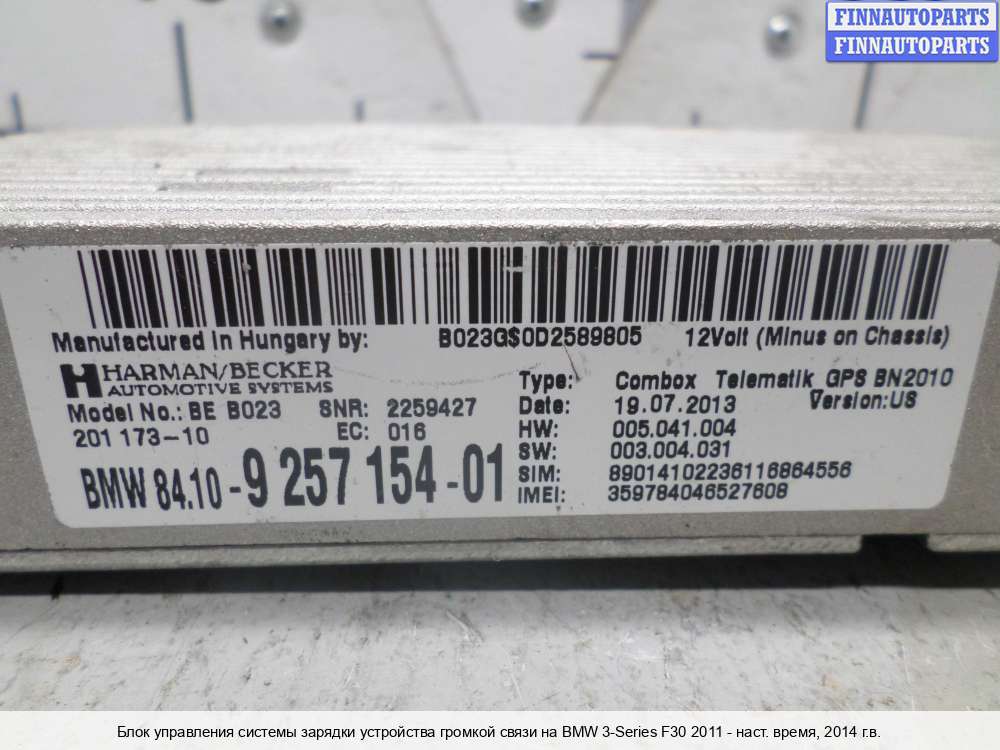 FINNAUTOPARTS
FINNAUTOPARTS
Manufactured in Hungary by: B023G$0D2589805 12Volt (Minus on Chassis)
HARMAN/BECKER
AUTOMOTIVE SYSTEMS
Type: Combox Telematik GPS BN2010
Model No.: BE B023 SNR: 2259427
Date: 19.07.2013 Version:US
201 173-10 EC: 016
HW: 005.041.004
SW: 003.004.031
BMW 84.10-9 257 154-01
SIM: 89014102236116864556
IMEI: 359784046527608
Блок управления системы зарядки устройства громкой связи на BMW 3-Series F30 2011 - наст. время, 2014 г.в.